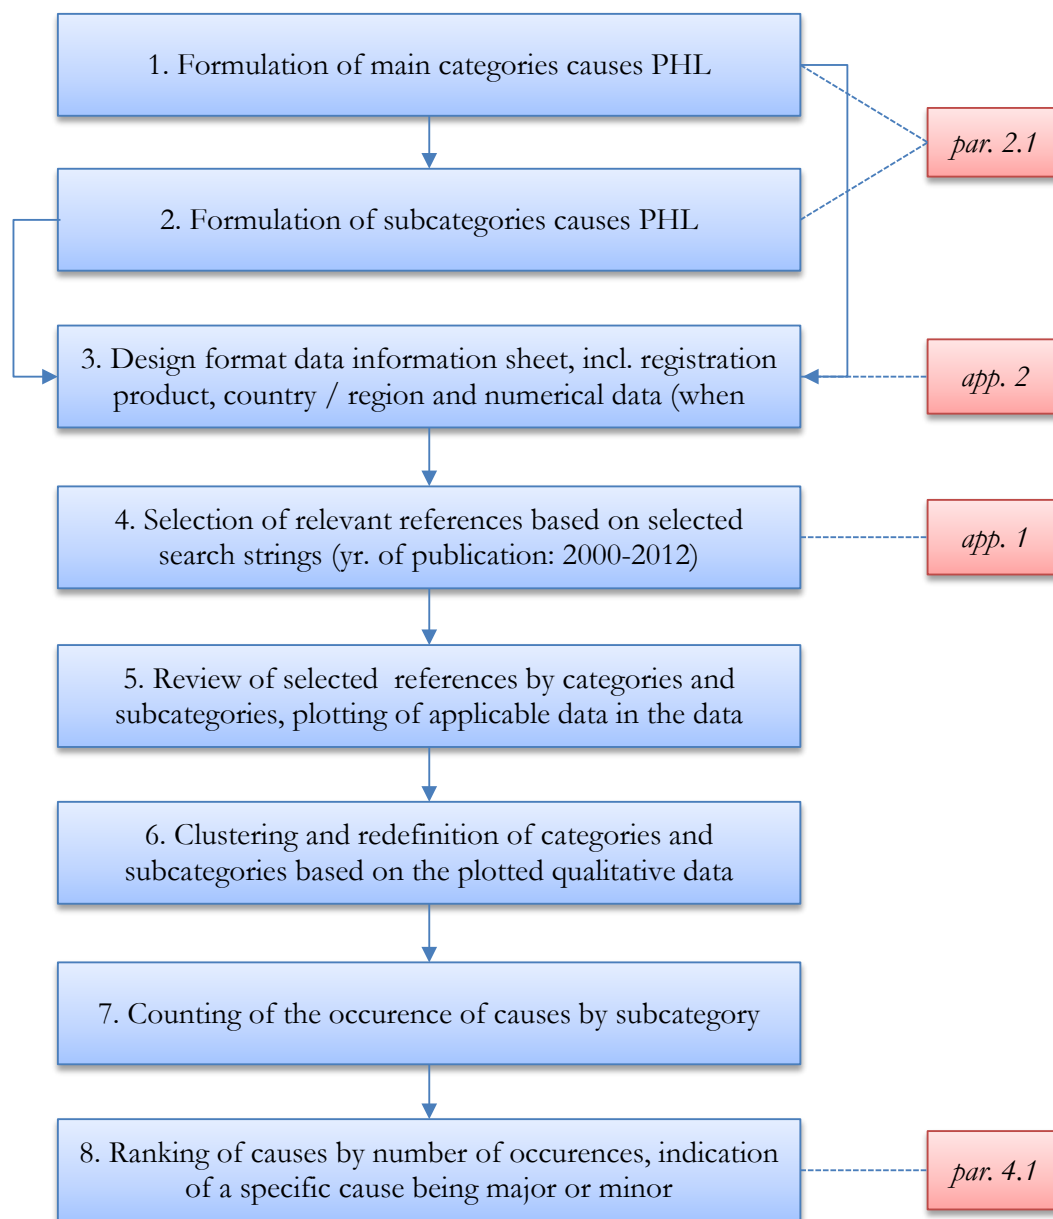 1. Formulation of main categories causes PHL
par. 2.1
2. Formulation of subcategories causes PHL
3. Design format data information sheet, incl. registration
product, country / region and numerical data (when
app. 2
4. Selection of relevant references based on selected
search strings (yr. of publication: 2000-2012)
app. 1
5. Review of selected  references by categories and
subcategories, plotting of applicable data in the data
6. Clustering and redefinition of categories and
subcategories based on the plotted qualitative data
7. Counting of the occurence of causes by subcategory
8. Ranking of causes by number of occurences, indication
of a specific cause being major or minor
par. 4.1